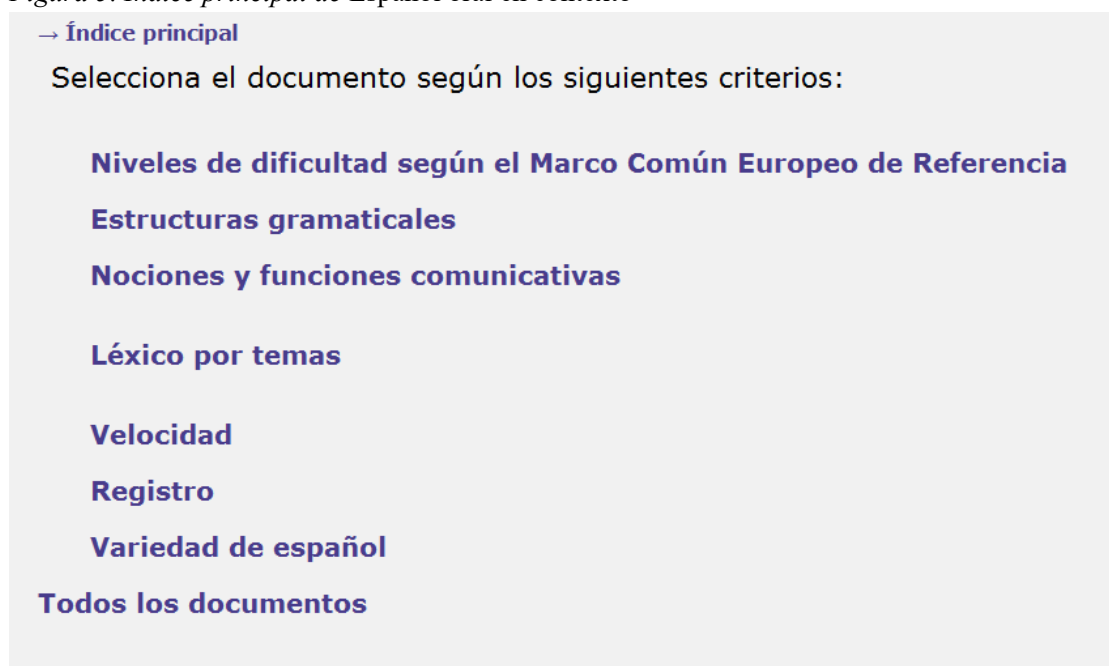 → Índice principal
Selecciona el documento según los siguientes criterios:
Niveles de dificultad según el Marco Común Europeo de Referencia
Estructuras gramaticales
Nociones y funciones comunicativas
Léxico por temas
Velocidad
Registro
Variedad de español
Todos los documentos